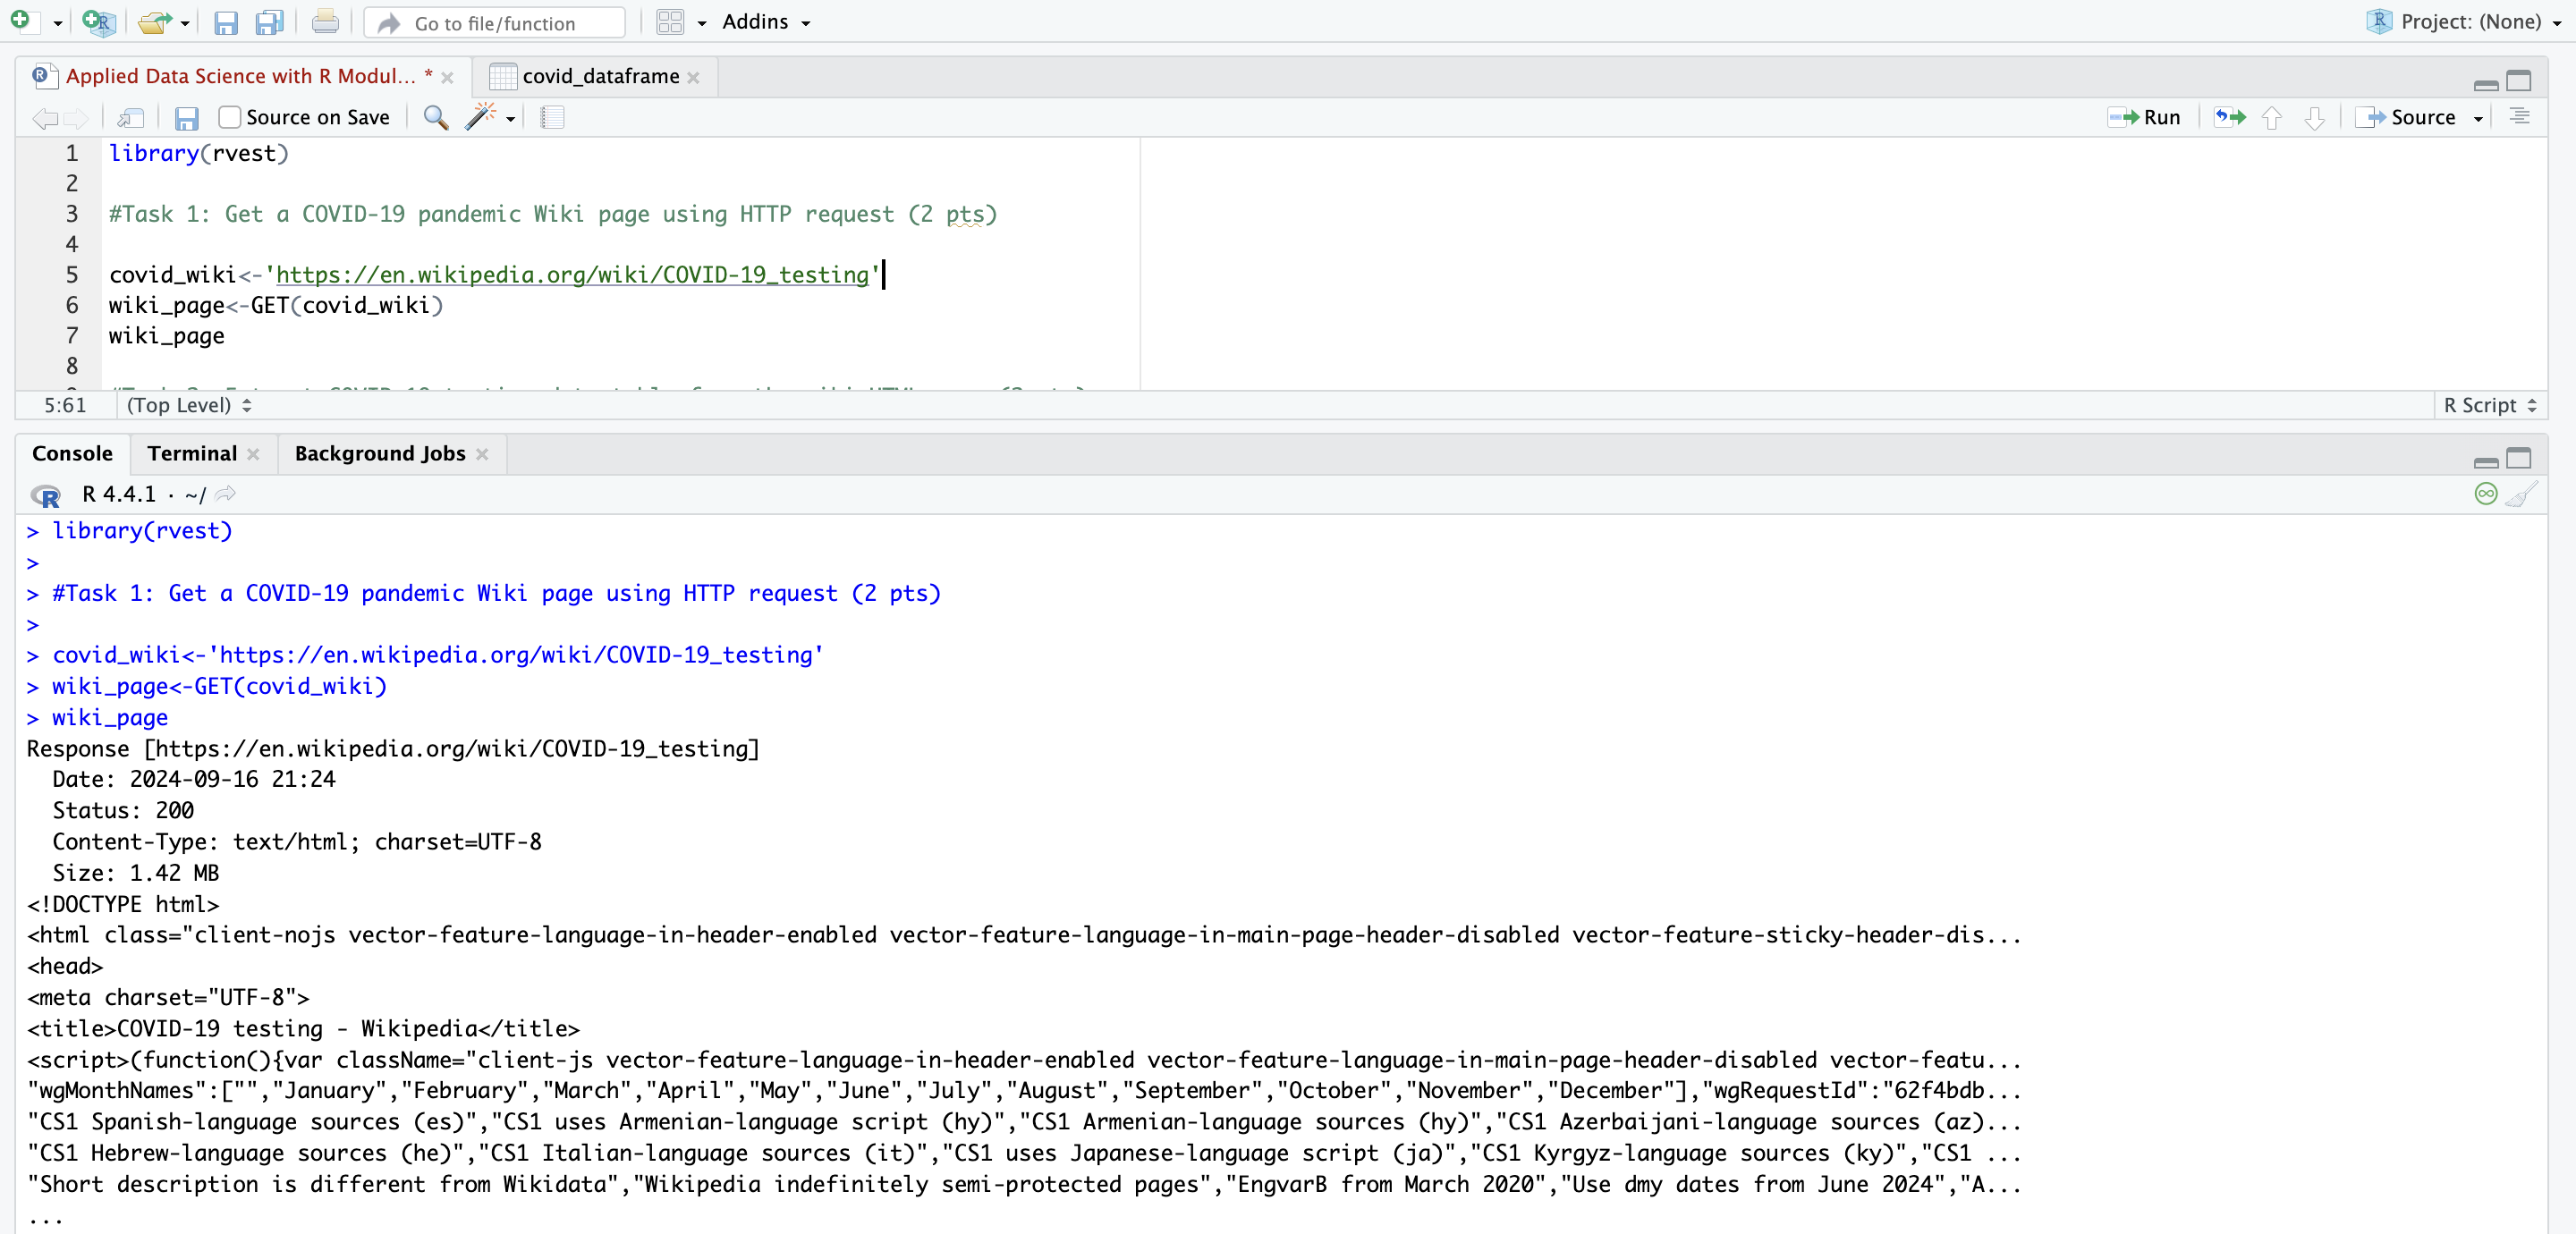 Go to file/function
Addins
Project: (None)
Applied Data Science with R Modul... *
covid_dataframe
Source on Save
Run
Source
1 library(rvest)
2
3 #Task 1: Get a COVID-19 pandemic Wiki page using HTTP request (2 pts)
4
5 covid_wiki<-'https://en.wikipedia.org/wiki/COVID-19_testing'
6 wiki_page<-GET(covid_wiki)
7 wiki_page
8
5:61 (Top Level) R Script
Console Terminal Background Jobs
R 4.4.1 · ~/
> library(rvest)
>
> #Task 1: Get a COVID-19 pandemic Wiki page using HTTP request (2 pts)
>
> covid_wiki<-'https://en.wikipedia.org/wiki/COVID-19_testing'
> wiki_page<-GET(covid_wiki)
> wiki_page
Response [https://en.wikipedia.org/wiki/COVID-19_testing]
  Date: 2024-09-16 21:24
  Status: 200
  Content-Type: text/html; charset=UTF-8
  Size: 1.42 MB
<!DOCTYPE html>
<html class="client-nojs vector-feature-language-in-header-enabled vector-feature-language-in-main-page-header-disabled vector-feature-sticky-header-dis...
<head>
<meta charset="UTF-8">
<title>COVID-19 testing - Wikipedia</title>
<script>(function(){var className="client-js vector-feature-language-in-header-enabled vector-feature-language-in-main-page-header-disabled vector-featu...
"wgMonthNames":["","January","February","March","April","May","June","July","August","September","October","November","December"],"wgRequestId":"62f4bdb...
"CS1 Spanish-language sources (es)","CS1 uses Armenian-language script (hy)","CS1 Armenian-language sources (hy)","CS1 Azerbaijani-language sources (az)...
"CS1 Hebrew-language sources (he)","CS1 Italian-language sources (it)","CS1 uses Japanese-language script (ja)","CS1 Kyrgyz-language sources (ky)","CS1 ...
"Short description is different from Wikidata","Wikipedia indefinitely semi-protected pages","EngvarB from March 2020","Use dmy dates from June 2024","A...
...